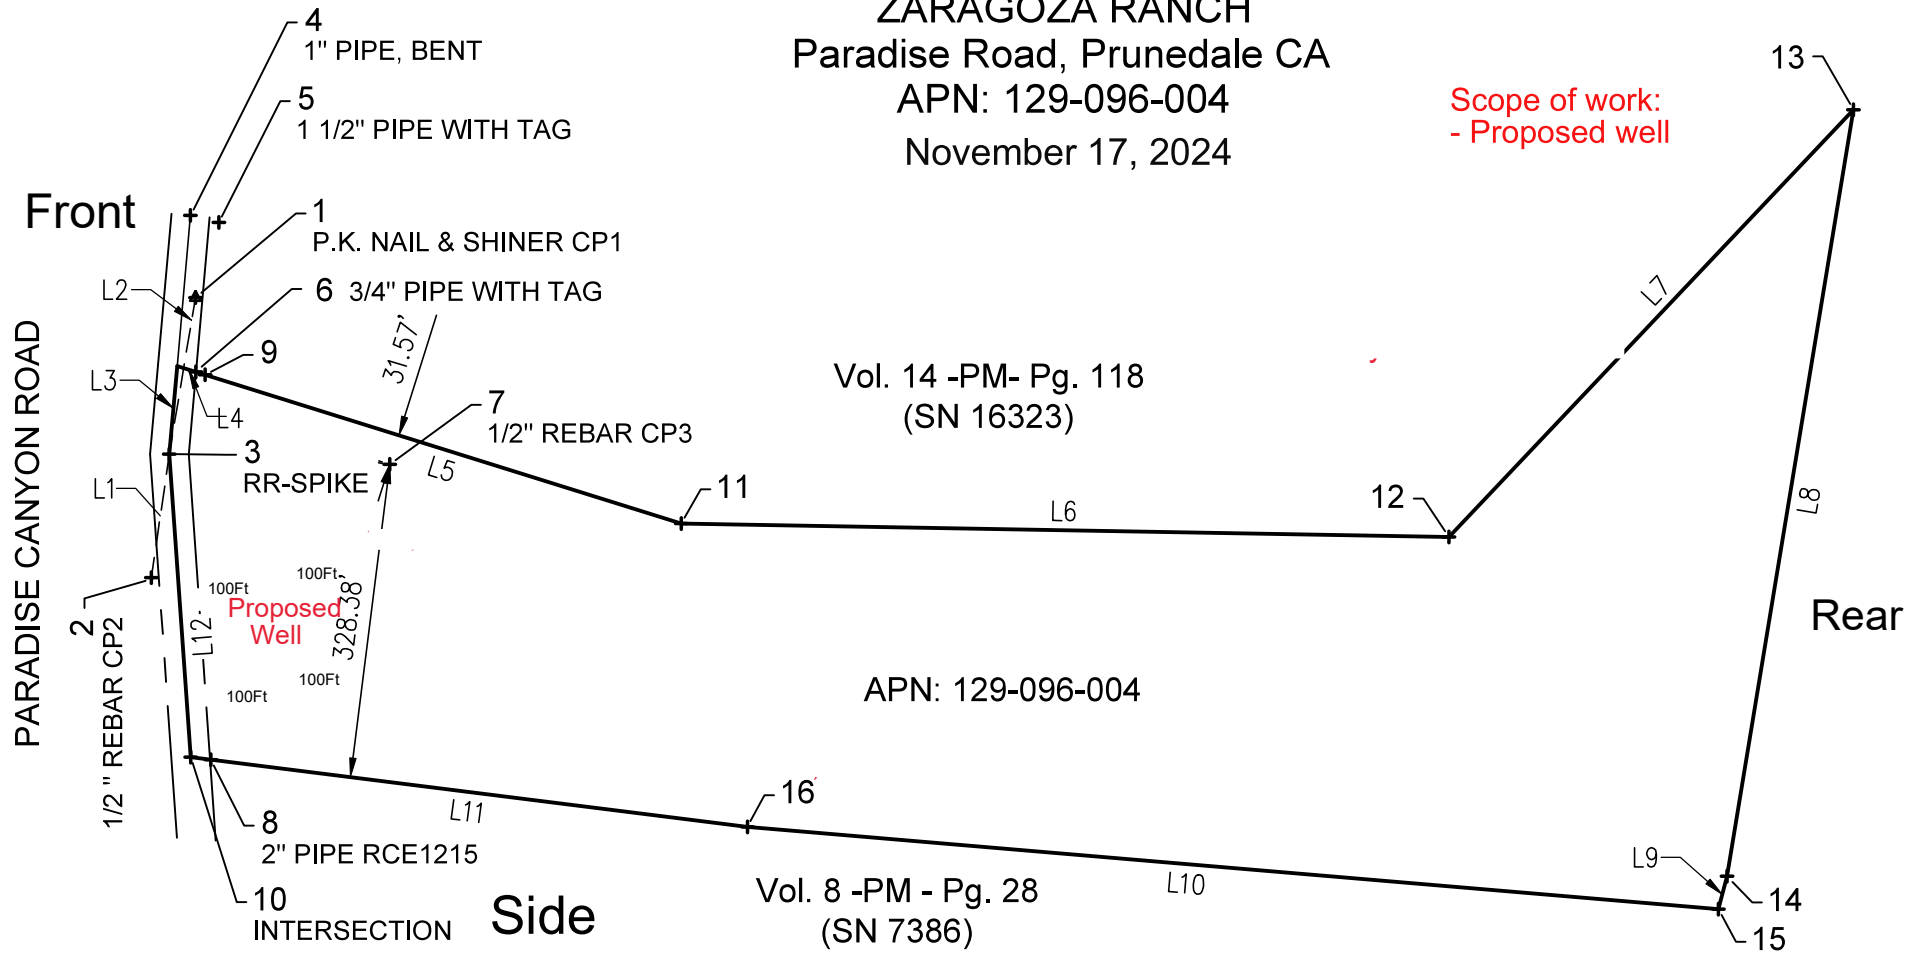 ZARAGOZA RANCH
Paradise Road, Prunedale CA
APN: 129-096-004
November 17, 2024
Scope of work:
- Proposed well
4
1" PIPE, BENT
5
1 1/2" PIPE WITH TAG
Front
1
P.K. NAIL & SHINER CP1
6 3/4" PIPE WITH TAG
L2
9
31.57'
L3
L4
7
1/2" REBAR CP3
L5
3
RR-SPIKE
L1
PARADISE CANYON ROAD
2
1/2 " REBAR CP2
Vol. 14 -PM- Pg. 118
(SN 16323)
11
L6
12
L7
13
L8
Rear
100Ft
100Ft
Proposed
Well
328.38'
L12
100Ft
100Ft
APN: 129-096-004
8
2" PIPE RCE1215
10
INTERSECTION
L11
16
Side
Vol. 8 -PM - Pg. 28
(SN 7386)
L10
L9
14
15